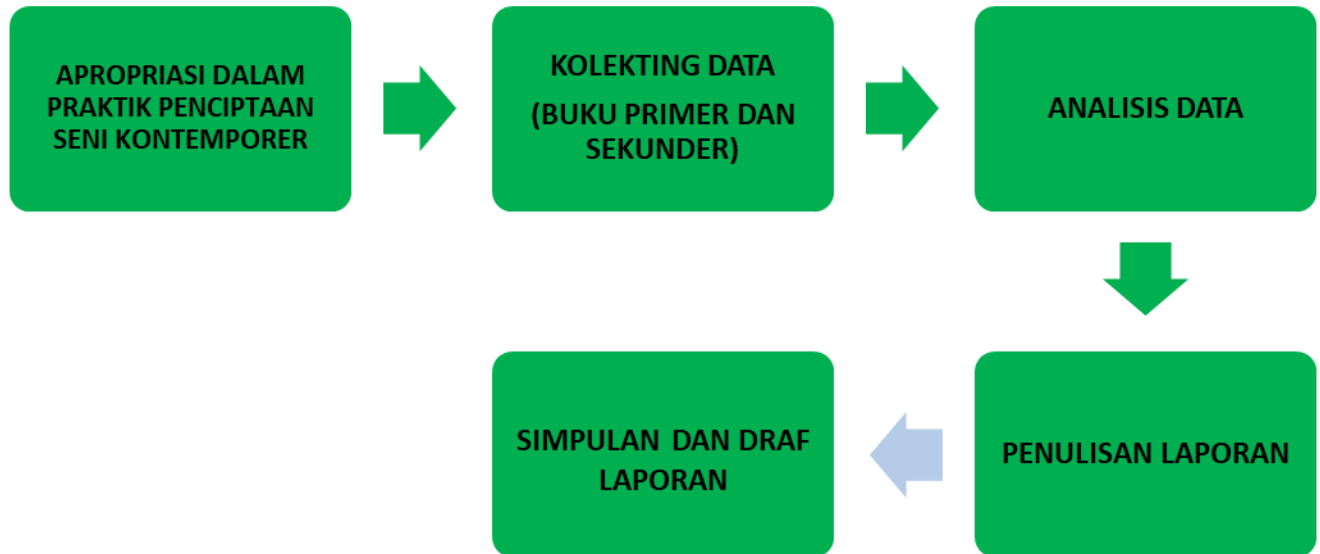 APROPRIASI DALAM
PRAKTIK PENCIPTAAN
SENI KONTEMPORER
KOLEKTING DATA
(BUKU PRIMER DAN
SEKUNDER)
ANALISIS DATA
PENULISAN LAPORAN
SIMPULAN DAN DRAF
LAPORAN